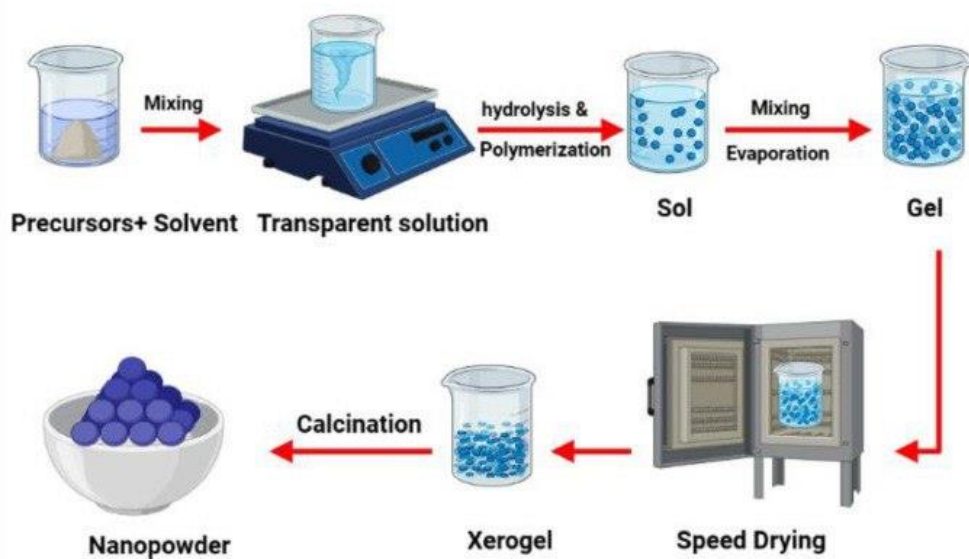 Mixing
hydrolysis &
Polymerization
Mixing
Evaporation
Precursors+ Solvent
Transparent solution
Sol
Gel
Calcination
Nanopowder
Xerogel
Speed Drying